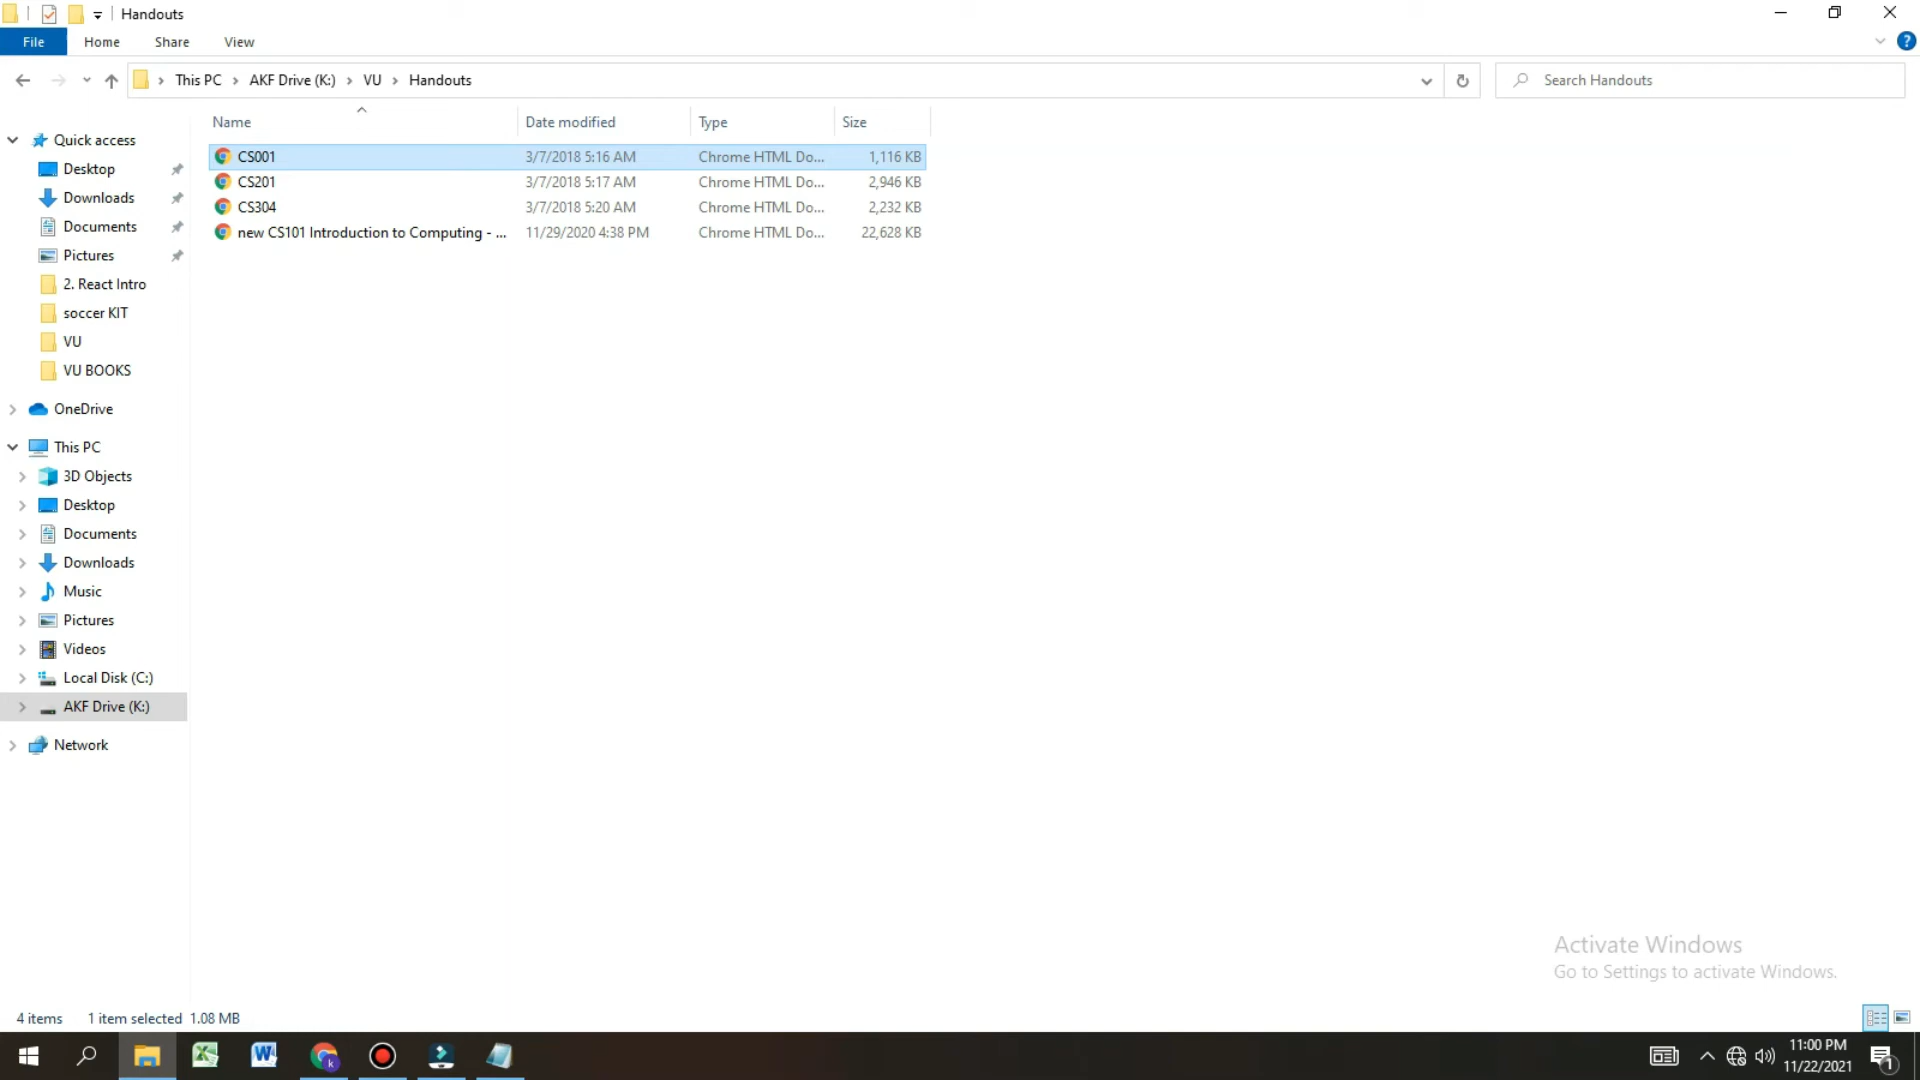 Handouts
File Home Share View
This PC AKF Drive (K:) VU Handouts
Search Handouts
Name Date modified Type Size
Quick access
Desktop
Downloads
Documents
Pictures
2. React Intro
soccer KIT
VU
VU BOOKS
OneDrive
This PC
3D Objects
Desktop
Documents
Downloads
Music
Pictures
Videos
Local Disk (C:)
AKF Drive (K:)
Network
CS001 3/7/2018 5:16 AM Chrome HTML Do... 1,116 KB
CS201 3/7/2018 5:17 AM Chrome HTML Do... 2,946 KB
CS304 3/7/2018 5:20 AM Chrome HTML Do... 2,232 KB
new CS101 Introduction to Computing - ... 11/29/2020 4:38 PM Chrome HTML Do... 22,628 KB
Activate Windows
Go to Settings to activate Windows.
4 items 1 item selected 1.08 MB
k
11:00 PM
11/22/2021
1